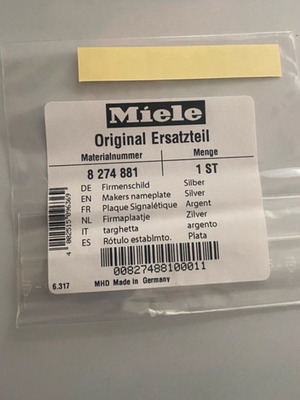 Miele
Original Ersatzteil
Materialnummer Menge
8 274 881 1 ST
DE Firmenschild Silber
EN Makers nameplate Silver
FR Plaque Signalétique Argent
NL Firmaplaatje Zilver
IT targhetta argento
ES Rótulo establmto. Plata
00827488100011
6.317 MHD Made in Germany